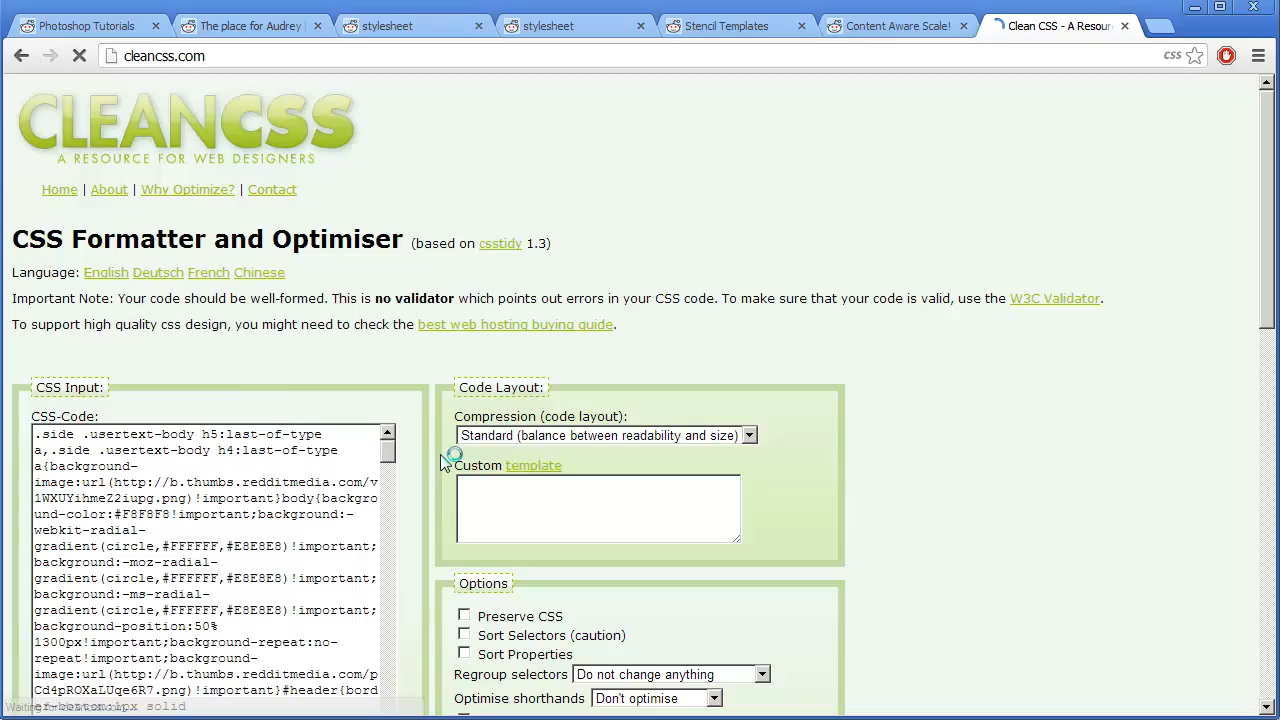 Photoshop Tutorials
The place for Audrey
stylesheet
stylesheet
Stencil Templates
Content Aware Scale!
Clean CSS - A Resour
cleancss.com
css
CLEANCSS
A RESOURCE FOR WEB DESIGNERS
Home | About | Why Optimize? | Contact
CSS Formatter and Optimiser (based on csstidy 1.3)
Language: English Deutsch French Chinese
Important Note: Your code should be well-formed. This is no validator which points out errors in your CSS code. To make sure that your code is valid, use the W3C Validator.
To support high quality css design, you might need to check the best web hosting buying guide.
CSS Input:
CSS-Code:
.side .usertext-body h5:last-of-type
a,.side .usertext-body h4:last-of-type
a{background-
image:url(http://b.thumbs.redditmedia.com/v
1WXUYihmeZ2iupg.png)!important}body{backgro
und-color:#F8F8F8!important;background:-
webkit-radial-
gradient(circle,#FFFFFF,#E8E8E8)!important;
background:-moz-radial-
gradient(circle,#FFFFFF,#E8E8E8)!important;
background:-ms-radial-
gradient(circle,#FFFFFF,#E8E8E8)!important;
background-position:50%
1300px!important;background-repeat:no-
repeat!important;background-
image:url(http://b.thumbs.redditmedia.com/p
Cd4pROXaLUqe6R7.png)!important}#header{bord
1px solid
Waiting for cleancss.com...
Code Layout:
Compression (code layout):
Standard (balance between readability and size)
Custom template
Options
Preserve CSS
Sort Selectors (caution)
Sort Properties
Regroup selectors Do not change anything
Optimise shorthands Don't optimise